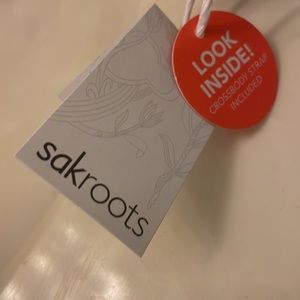 LOOK
INSIDE!
CROSSBODY STRAP
INCLUDED
sakroots